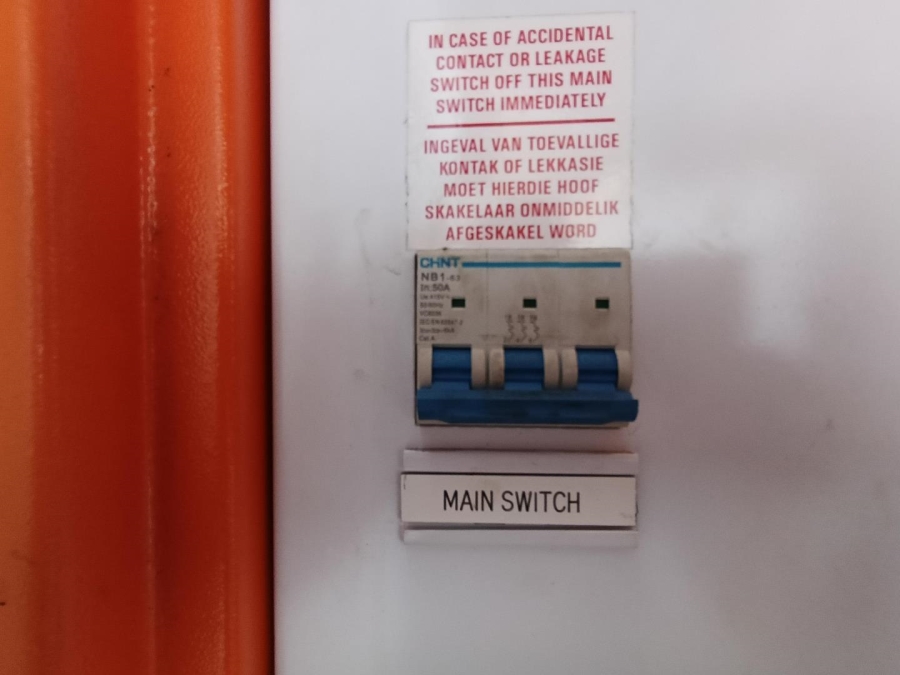 IN CASE OF ACCIDENTAL
CONTACT OR LEAKAGE
SWITCH OFF THIS MAIN
SWITCH IMMEDIATELY
INGEVAL VAN TOEVALLIGE
KONTAK OF LEKKASIE
MOET HIERDIE HOOF
SKAKELAAR ONMIDDELIK
AFGESKAKEL WORD
CHNT
NB1-63
In:50A
MAIN SWITCH